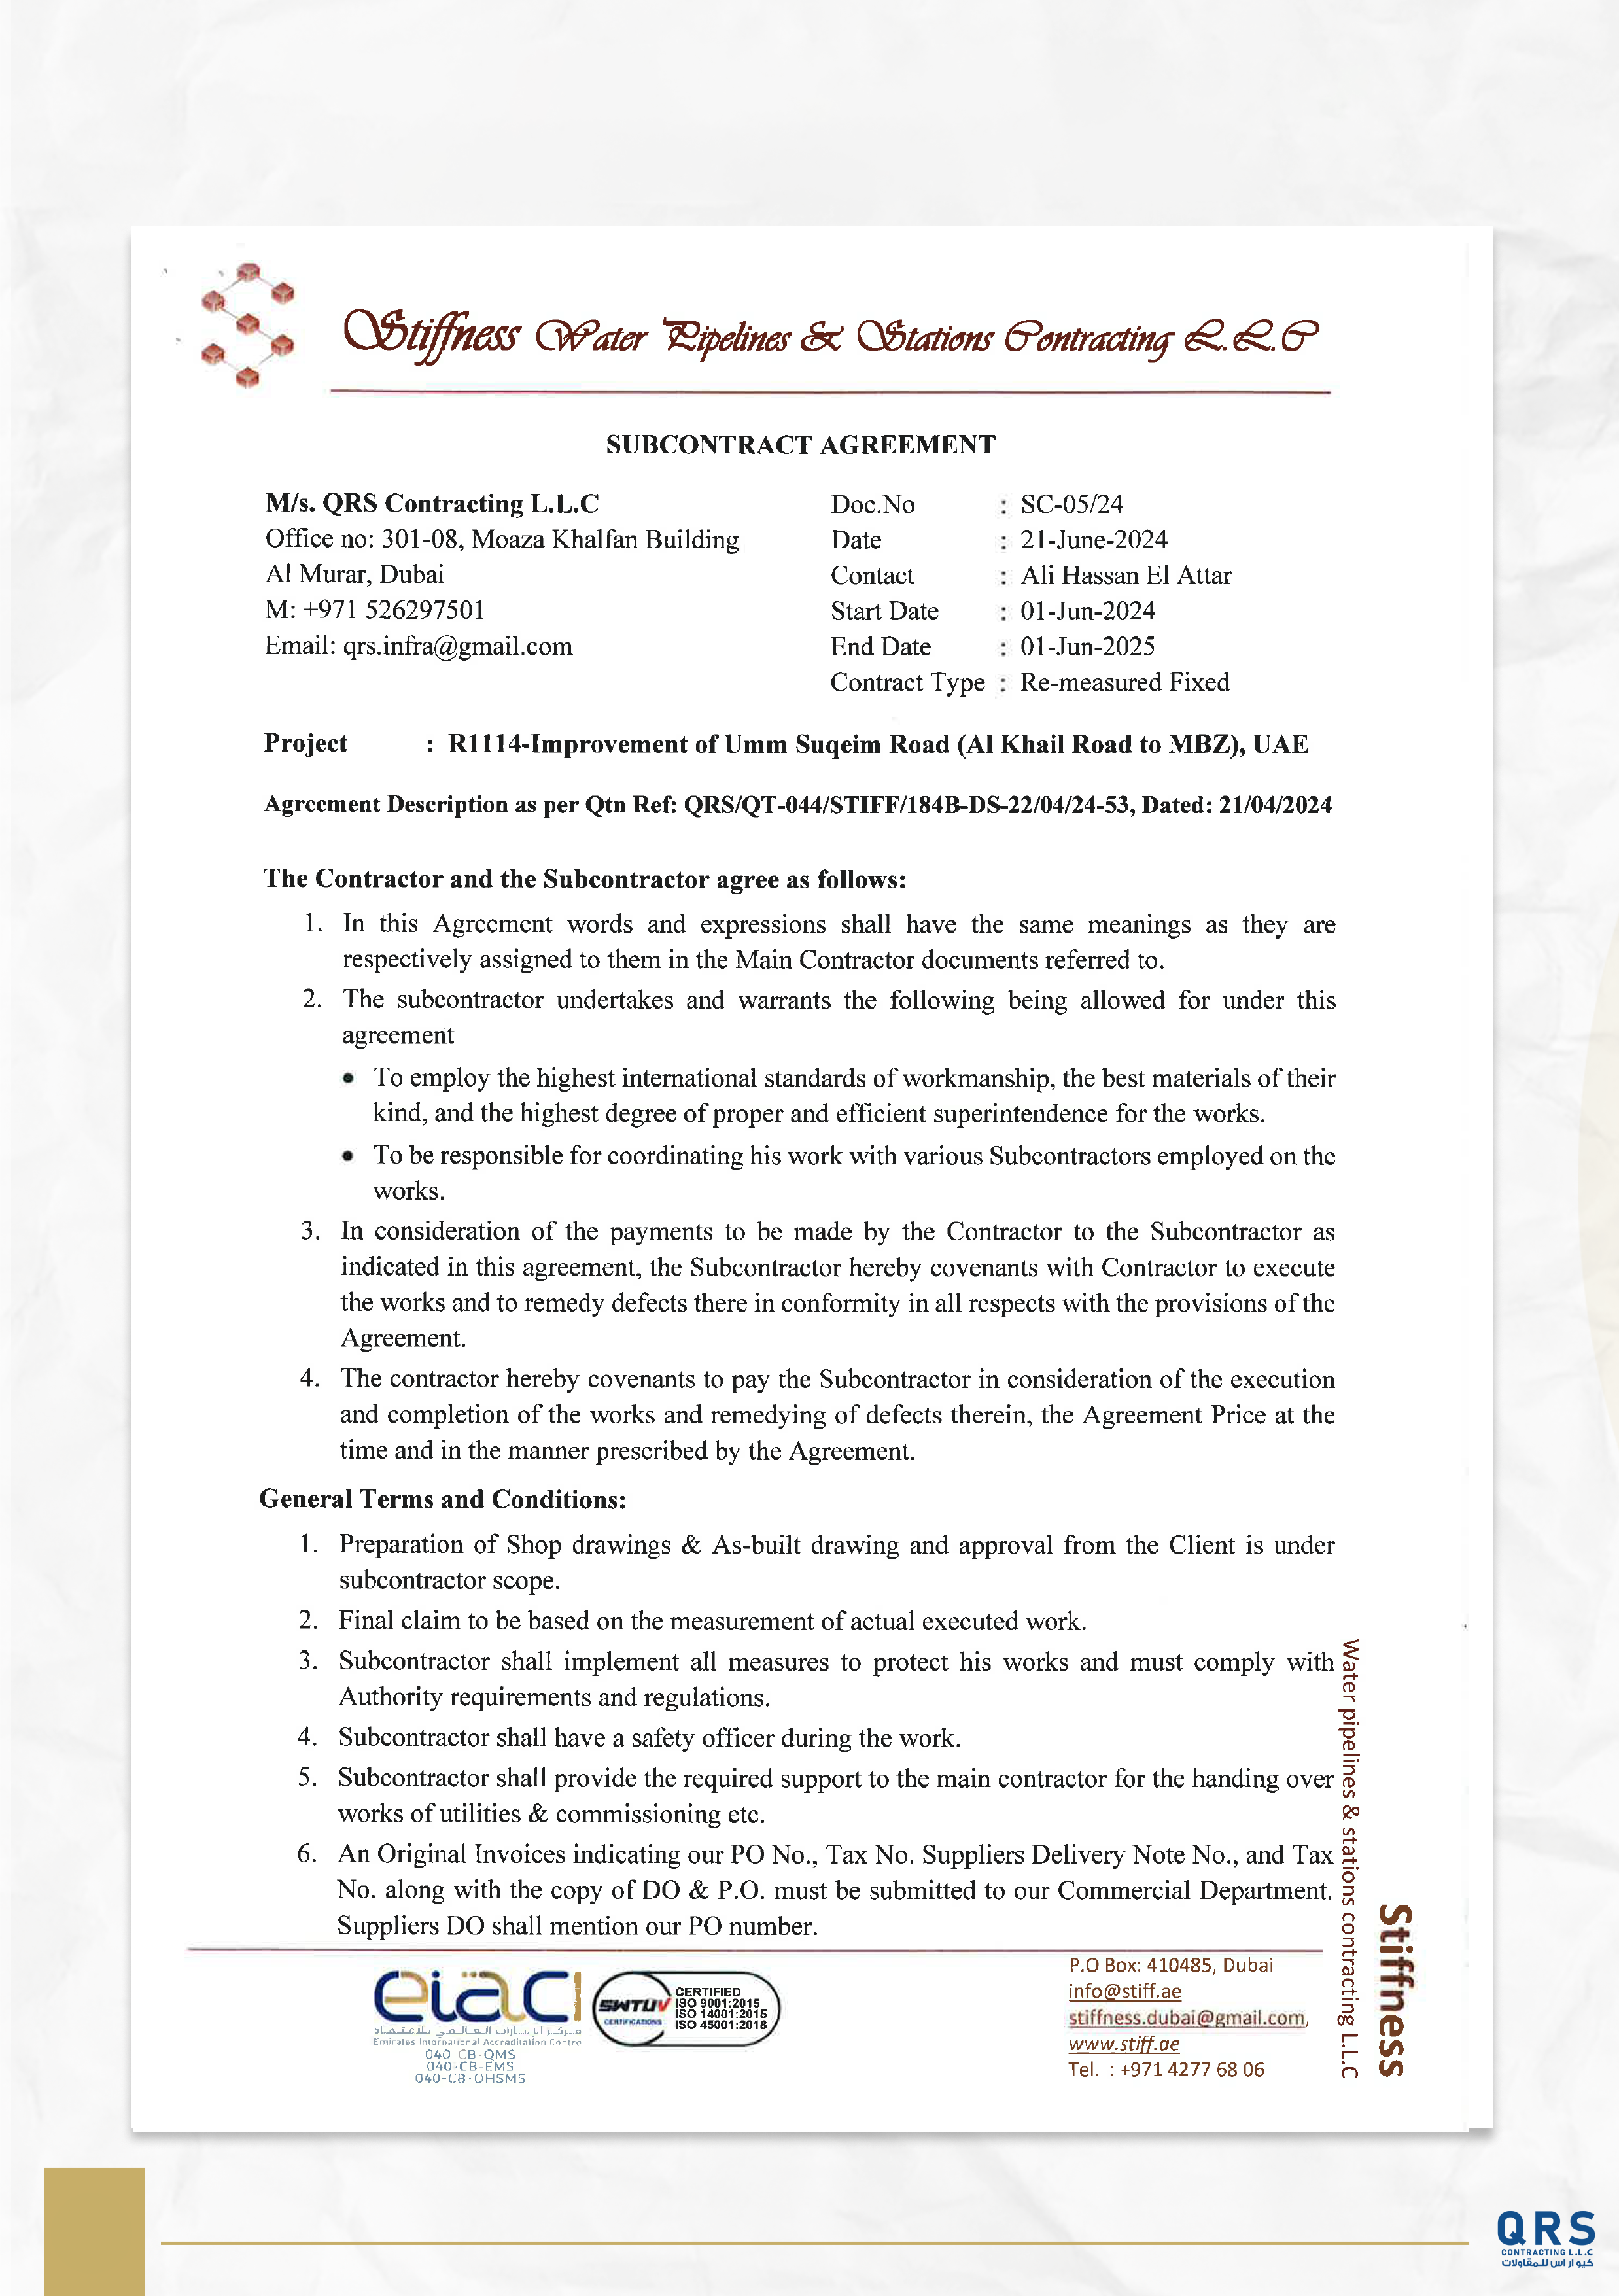 Stiffness Water Pipelines & Stations Contracting L.L.C
SUBCONTRACT AGREEMENT
M/s. QRS Contracting L.L.C
Office no: 301-08, Moaza Khalfan Building
Al Murar, Dubai
M: +971 526297501
Email: qrs.infra@gmail.com
Doc.No : SC-05/24
Date : 21-June-2024
Contact : Ali Hassan El Attar
Start Date : 01-Jun-2024
End Date : 01-Jun-2025
Contract Type : Re-measured Fixed
Project : R1114-Improvement of Umm Suqeim Road (Al Khail Road to MBZ), UAE
Agreement Description as per Qtn Ref: QRS/QT-044/STIFF/184B-DS-22/04/24-53, Dated: 21/04/2024
The Contractor and the Subcontractor agree as follows:
1. In this Agreement words and expressions shall have the same meanings as they are
respectively assigned to them in the Main Contractor documents referred to.
2. The subcontractor undertakes and warrants the following being allowed for under this
agreement
• To employ the highest international standards of workmanship, the best materials of their
kind, and the highest degree of proper and efficient superintendence for the works.
• To be responsible for coordinating his work with various Subcontractors employed on the
works.
3. In consideration of the payments to be made by the Contractor to the Subcontractor as
indicated in this agreement, the Subcontractor hereby covenants with Contractor to execute
the works and to remedy defects there in conformity in all respects with the provisions of the
Agreement.
4. The contractor hereby covenants to pay the Subcontractor in consideration of the execution
and completion of the works and remedying of defects therein, the Agreement Price at the
time and in the manner prescribed by the Agreement.
General Terms and Conditions:
1. Preparation of Shop drawings & As-built drawing and approval from the Client is under
subcontractor scope.
2. Final claim to be based on the measurement of actual executed work.
3. Subcontractor shall implement all measures to protect his works and must comply with
Authority requirements and regulations.
4. Subcontractor shall have a safety officer during the work.
5. Subcontractor shall provide the required support to the main contractor for the handing over
works of utilities & commissioning etc.
6. An Original Invoices indicating our PO No., Tax No. Suppliers Delivery Note No., and Tax
No. along with the copy of DO & P.O. must be submitted to our Commercial Department.
Suppliers DO shall mention our PO number.
Water pipelines & stations contracting L.L.C
Stiffness
eiac
مركز الإمارات العالمي للاعتماد
Emirates International Accreditation Centre
040-CB-QMS
040-CB-EMS
040-CB-OHSMS
SWTUV
CERTIFICATIONS
CERTIFIED
ISO 9001:2015
ISO 14001:2015
ISO 45001:2018
P.O Box: 410485, Dubai
info@stiff.ae
stiffness.dubai@gmail.com,
www.stiff.ae
Tel. : +971 4277 68 06
QRS
CONTRACTING L.L.C
كيو ار اس للمقاولات